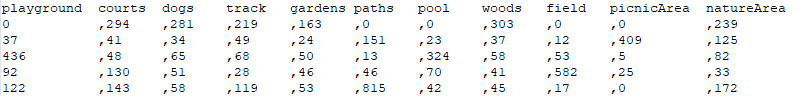 playground courts dogs track gardens paths pool woods field picnicArea natureArea
0 ,294 ,281 ,219 ,163 ,0 ,0 ,303 ,0 ,0 ,239
37 ,41 ,34 ,49 ,24 ,151 ,23 ,37 ,12 ,409 ,125
436 ,48 ,65 ,68 ,50 ,13 ,324 ,58 ,53 ,5 ,82
92 ,130 ,51 ,28 ,46 ,46 ,70 ,41 ,582 ,25 ,33
122 ,143 ,58 ,119 ,53 ,815 ,42 ,45 ,17 ,0 ,172